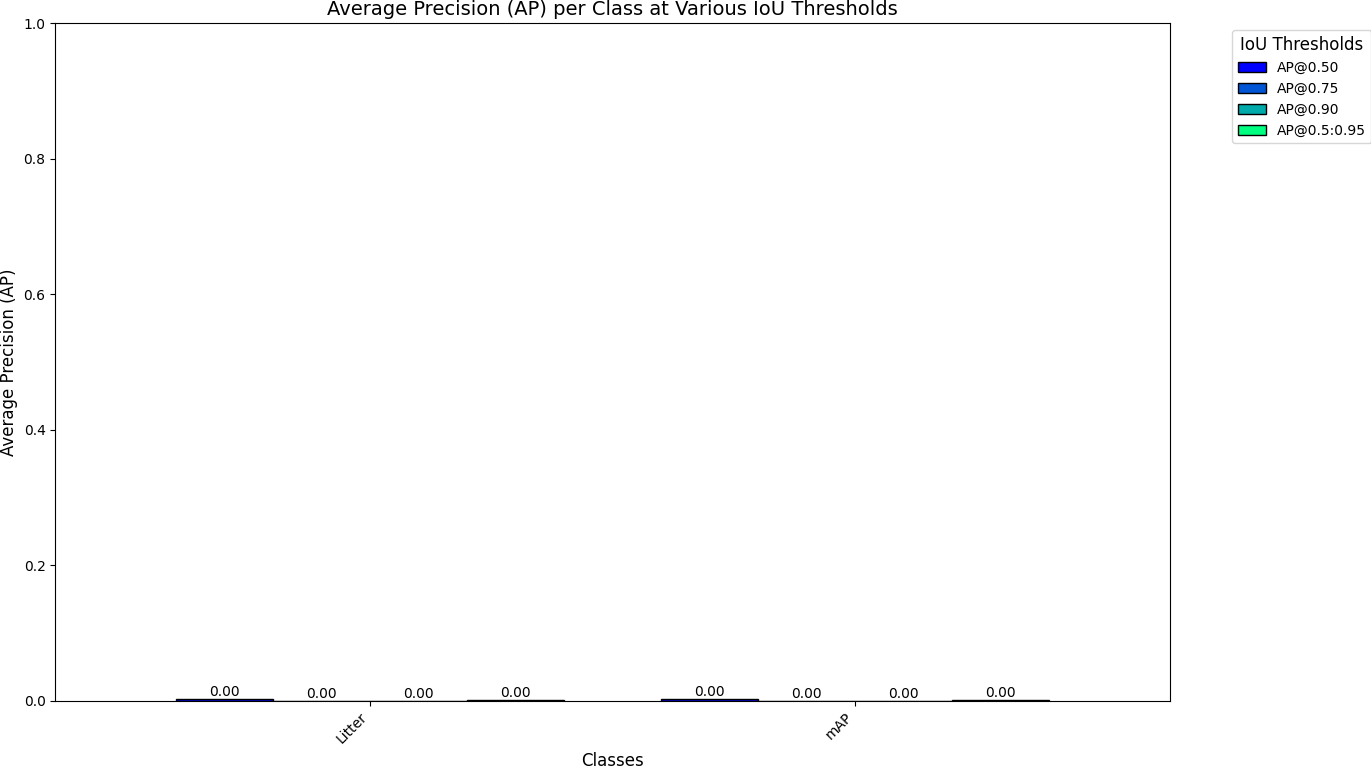 Average Precision (AP) per Class at Various IoU Thresholds
IoU Thresholds
AP@0.50
AP@0.75
AP@0.90
AP@0.5:0.95
Average Precision (AP)
1.0
0.8
0.6
0.4
0.2
0.0
0.00 0.00 0.00 0.00 0.00 0.00 0.00 0.00
Litter mAP
Classes